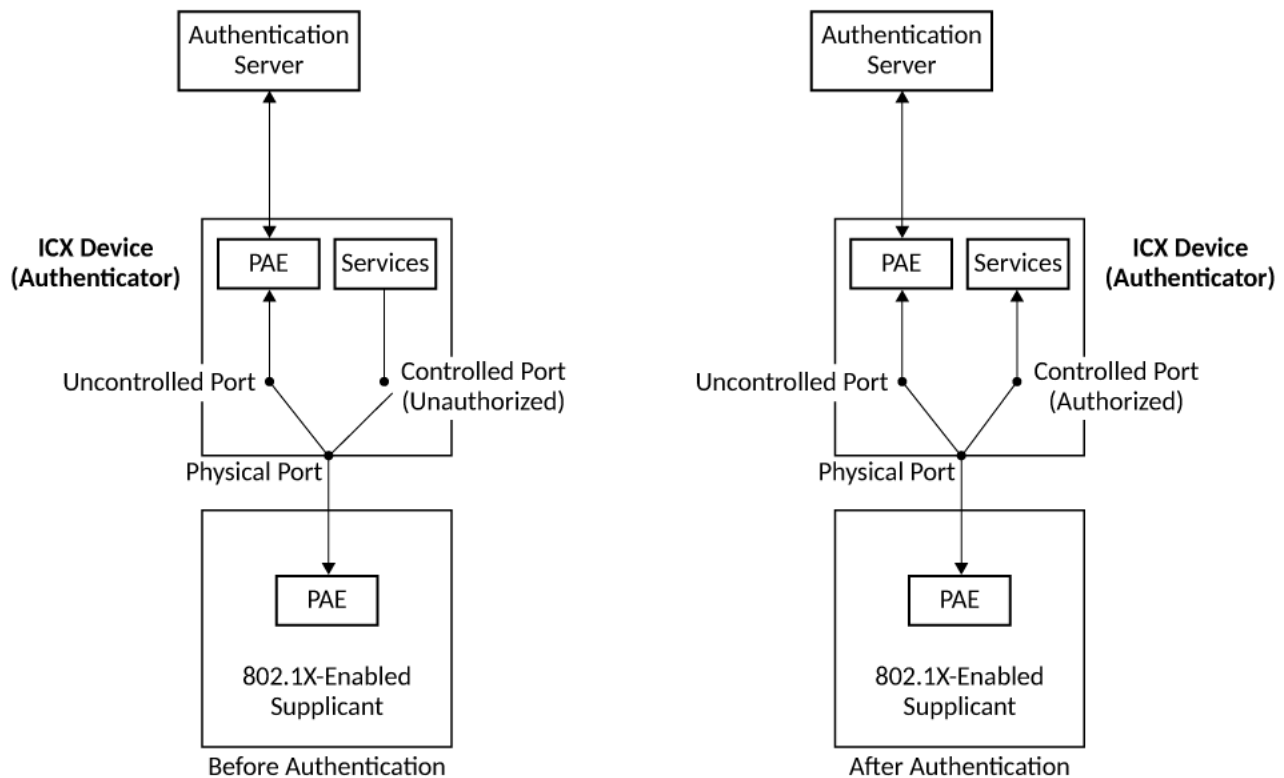 Authentication
Server
ICX Device
(Authenticator)
PAE
Services
Uncontrolled Port
Controlled Port
(Unauthorized)
Physical Port
PAE
802.1X-Enabled
Supplicant
Before Authentication
Authentication
Server
PAE
Services
ICX Device
(Authenticator)
Uncontrolled Port
Controlled Port
(Authorized)
Physical Port
PAE
802.1X-Enabled
Supplicant
After Authentication